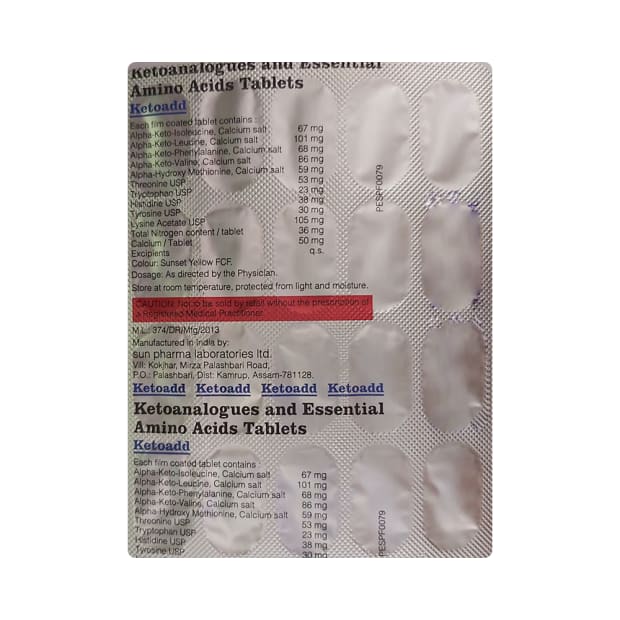 Ketoanalogues and Essential
Amino Acids Tablets
Ketoadd
Each film coated tablet contains :
Alpha-Keto-Isoleucine, Calcium salt 67 mg
Alpha-Keto-Leucine, Calcium salt 101 mg
Alpha-Keto-Phenylalanine, Calcium salt 68 mg
Alpha-Keto-Valine, Calcium salt 86 mg
Alpha-Hydroxy Methionine, Calcium salt 59 mg
Threonine USP 53 mg
Tryptophan USP 23 mg
Histidine USP 38 mg
Tyrosine USP 30 mg
Lysine Acetate USP 105 mg
Total Nitrogen content / tablet 36 mg
Calcium / Tablet 50 mg
Excipients q.s.
Colour: Sunset Yellow FCF.
Dosage: As directed by the Physician.
Store at room temperature, protected from light and moisture.
CAUTION: Not to be sold by retail without the prescription of
a Registered Medical Practitioner.
M.L.: 374/DR/Mfg/2013
Manufactured in India by:
sun pharma laboratories ltd.
Vill: Kokjhar, Mirza Palashbari Road,
P.O.: Palashbari, Dist: Kamrup, Assam-781128.
Ketoadd Ketoadd Ketoadd Ketoadd
Ketoanalogues and Essential
Amino Acids Tablets
Ketoadd
Each film coated tablet contains :
Alpha-Keto-Isoleucine, Calcium salt 67 mg
Alpha-Keto-Leucine, Calcium salt 101 mg
Alpha-Keto-Phenylalanine, Calcium salt 68 mg
Alpha-Keto-Valine, Calcium salt 86 mg
Alpha-Hydroxy Methionine, Calcium salt 59 mg
Threonine USP 53 mg
Tryptophan USP 23 mg
Histidine USP 38 mg
Tyrosine USP 30 mg
PESPF0079
PESPF0079